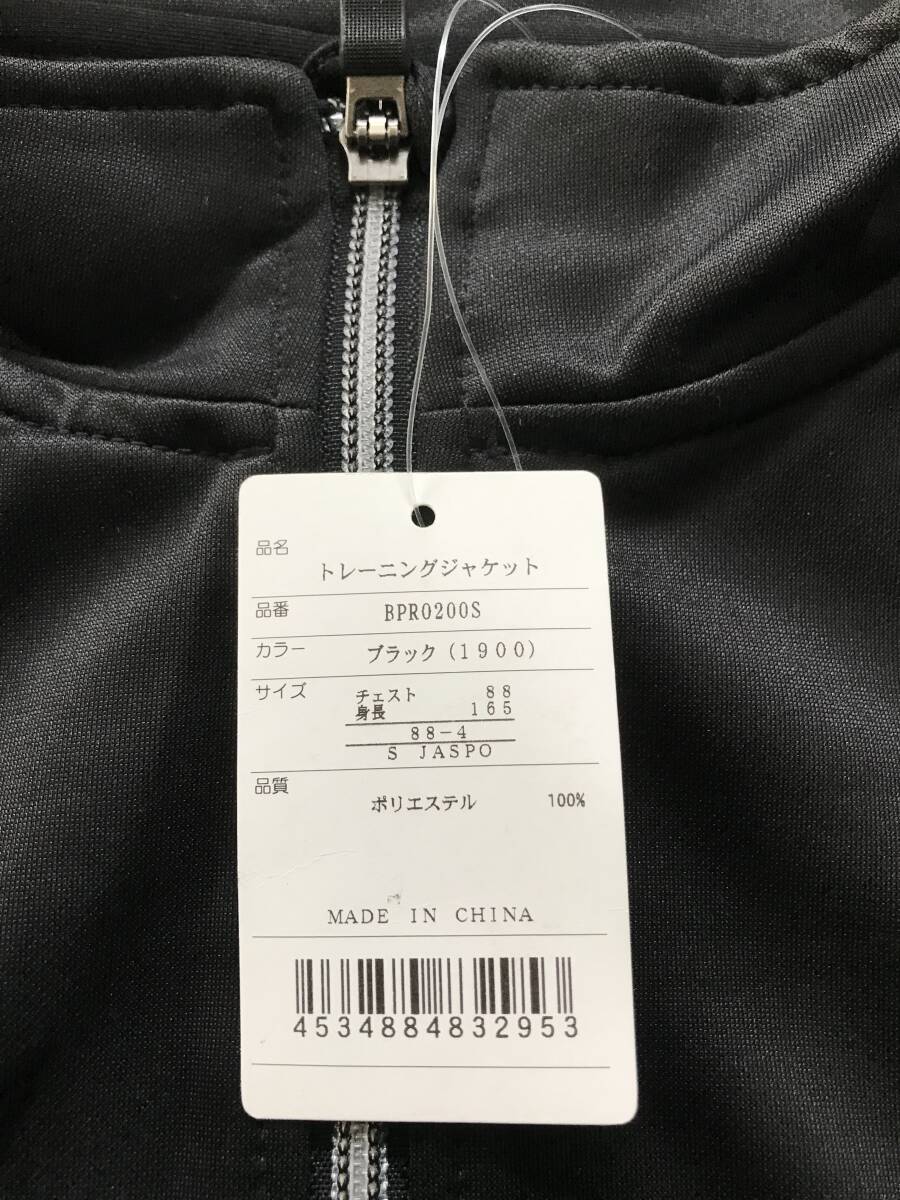 品名
トレーニングジャケット
品番 BPR0200S
カラー ブラック(1900)
サイズ チェスト 88
身長 165
88-4
S JASPO
品質
ポリエステル 100%
MADE IN CHINA
4534884832953